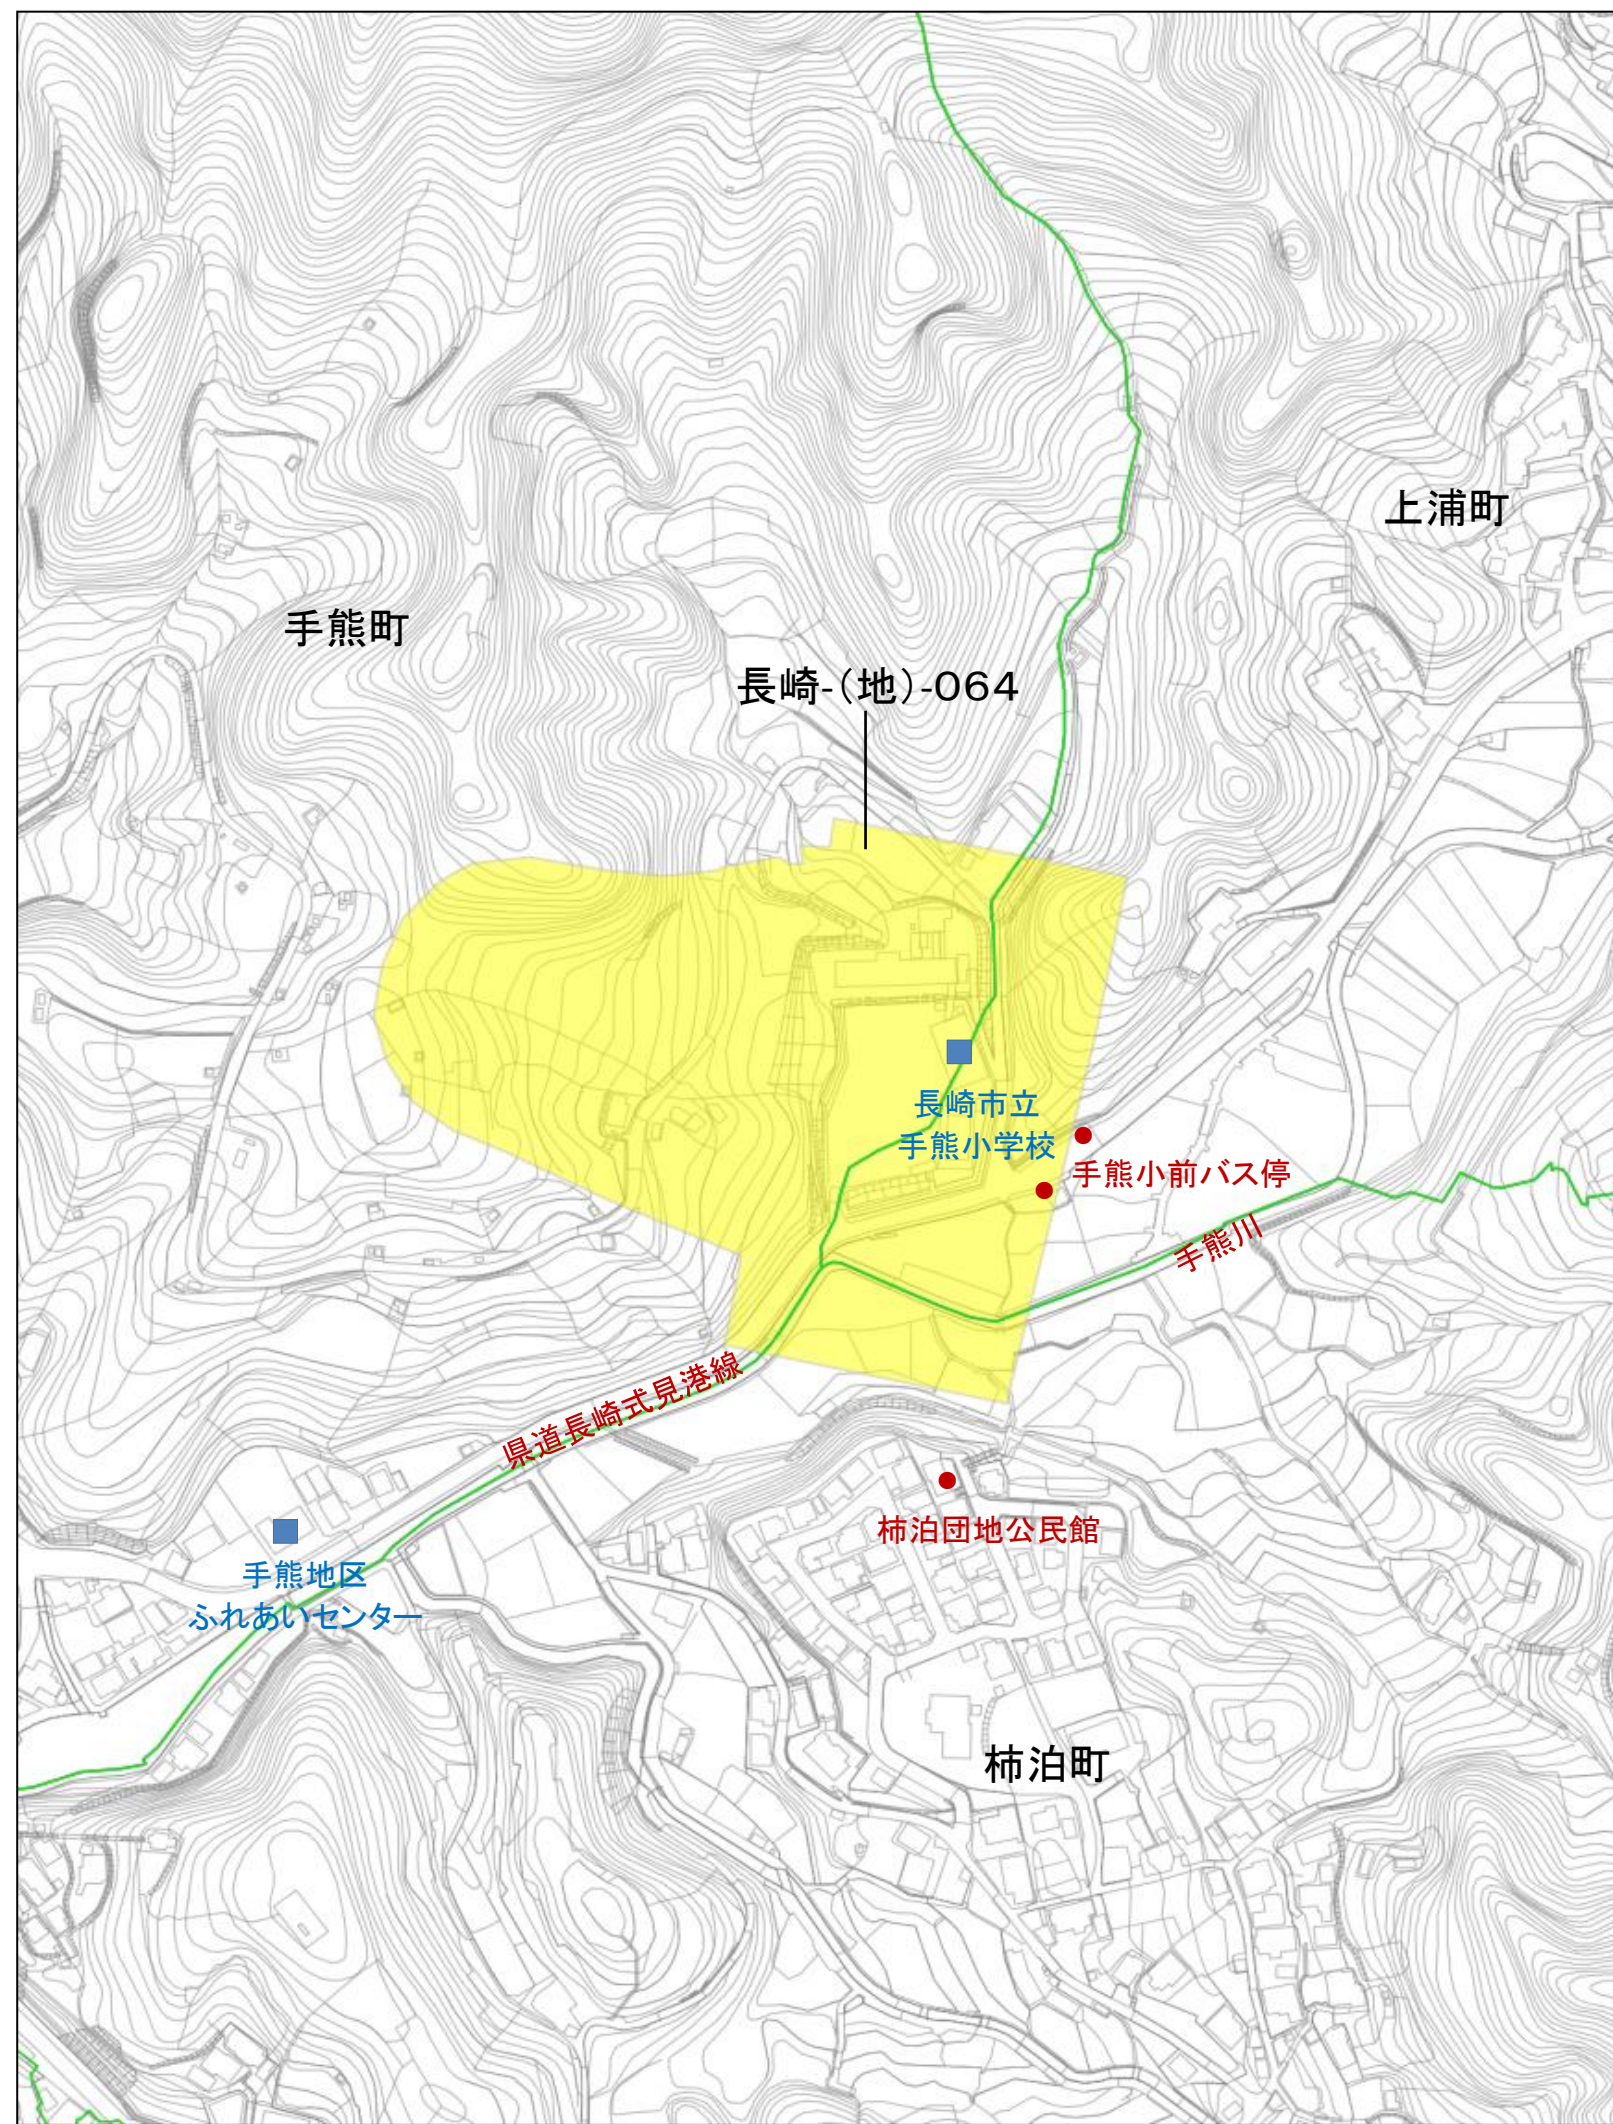 上浦町
手熊町
長崎-(地)-064
長崎市立
手熊小学校
手熊小前バス停
手熊川
県道長崎式見港線
柿泊団地公民館
手熊地区
ふれあいセンター
柿泊町